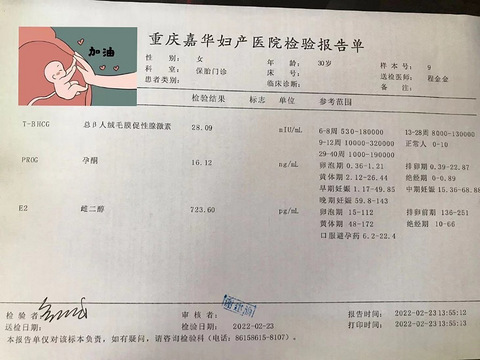 加油
重庆嘉华妇产医院检验报告单
性 别: 女 年 龄: 30岁 样 本 号: 9
科 室: 保胎门诊 床 号: 送检医师: 程金金
患者类别: 临床诊断: 备 注:
检验结果 标志 单位 参考范围
T-BHCG 总β人绒毛膜促性腺激素 28.09 mIU/mL 6-8周 530-180000 13-28周 8000-130000
9-12周 10000-320000 正常人 0-10
29-40周 1000-190000
PROG 孕酮 16.12 ng/mL 卵泡期 0.36-1.21 排卵期 0.39-22.87
黄体期 2.12-26.44 绝经期 0-0.89
早期妊娠 1.17-49.85 中期妊娠 15.36-68.88
晚期妊娠 59.8-143
E2 雌二醇 723.60 pg/mL 卵泡期 15-112 排卵前期 136-251
黄体期 48-172 绝经期 10-66
口服避孕药 6.2-22.4
检 验 者: 审 核 者: 报告时间: 2022-02-23 13:55:12
送检日期: 检验日期: 2022-02-23 打印时间: 2022-02-23 13:55:13
本报告单仅对该标本负责，如有疑问，请咨询检验科(电话: 86158615-8107)。